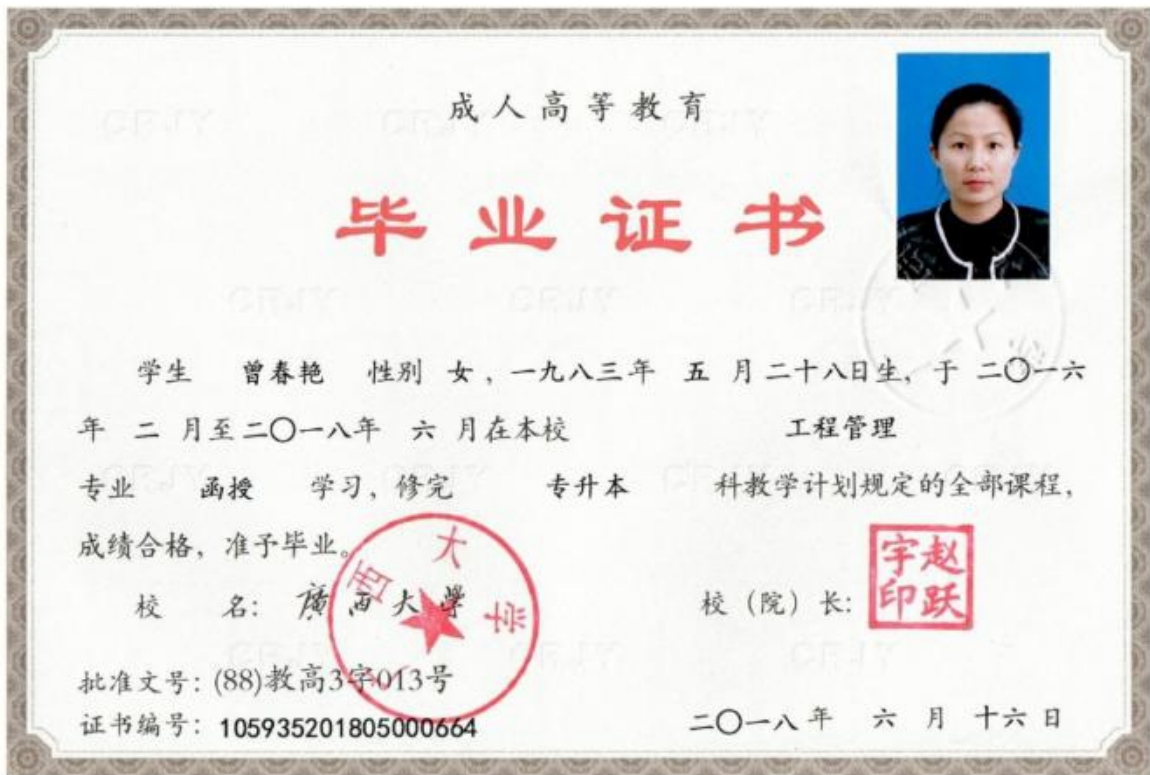 成人高等教育
毕业证书
学生 曾春艳 性别 女，一九八三年 五 月二十八日生，于 二〇一六
年 二 月至二〇一八年 六 月在本校 工程管理
专业 函授 学习，修完 专升本 科教学计划规定的全部课程，
成绩合格，准予毕业。
校 名： 廣西大學 校（院）长：
西大学
赵跃宇印
批准文号：(88)教高3字013号
证书编号：105935201805000664 二〇一八年 六 月 十六 日